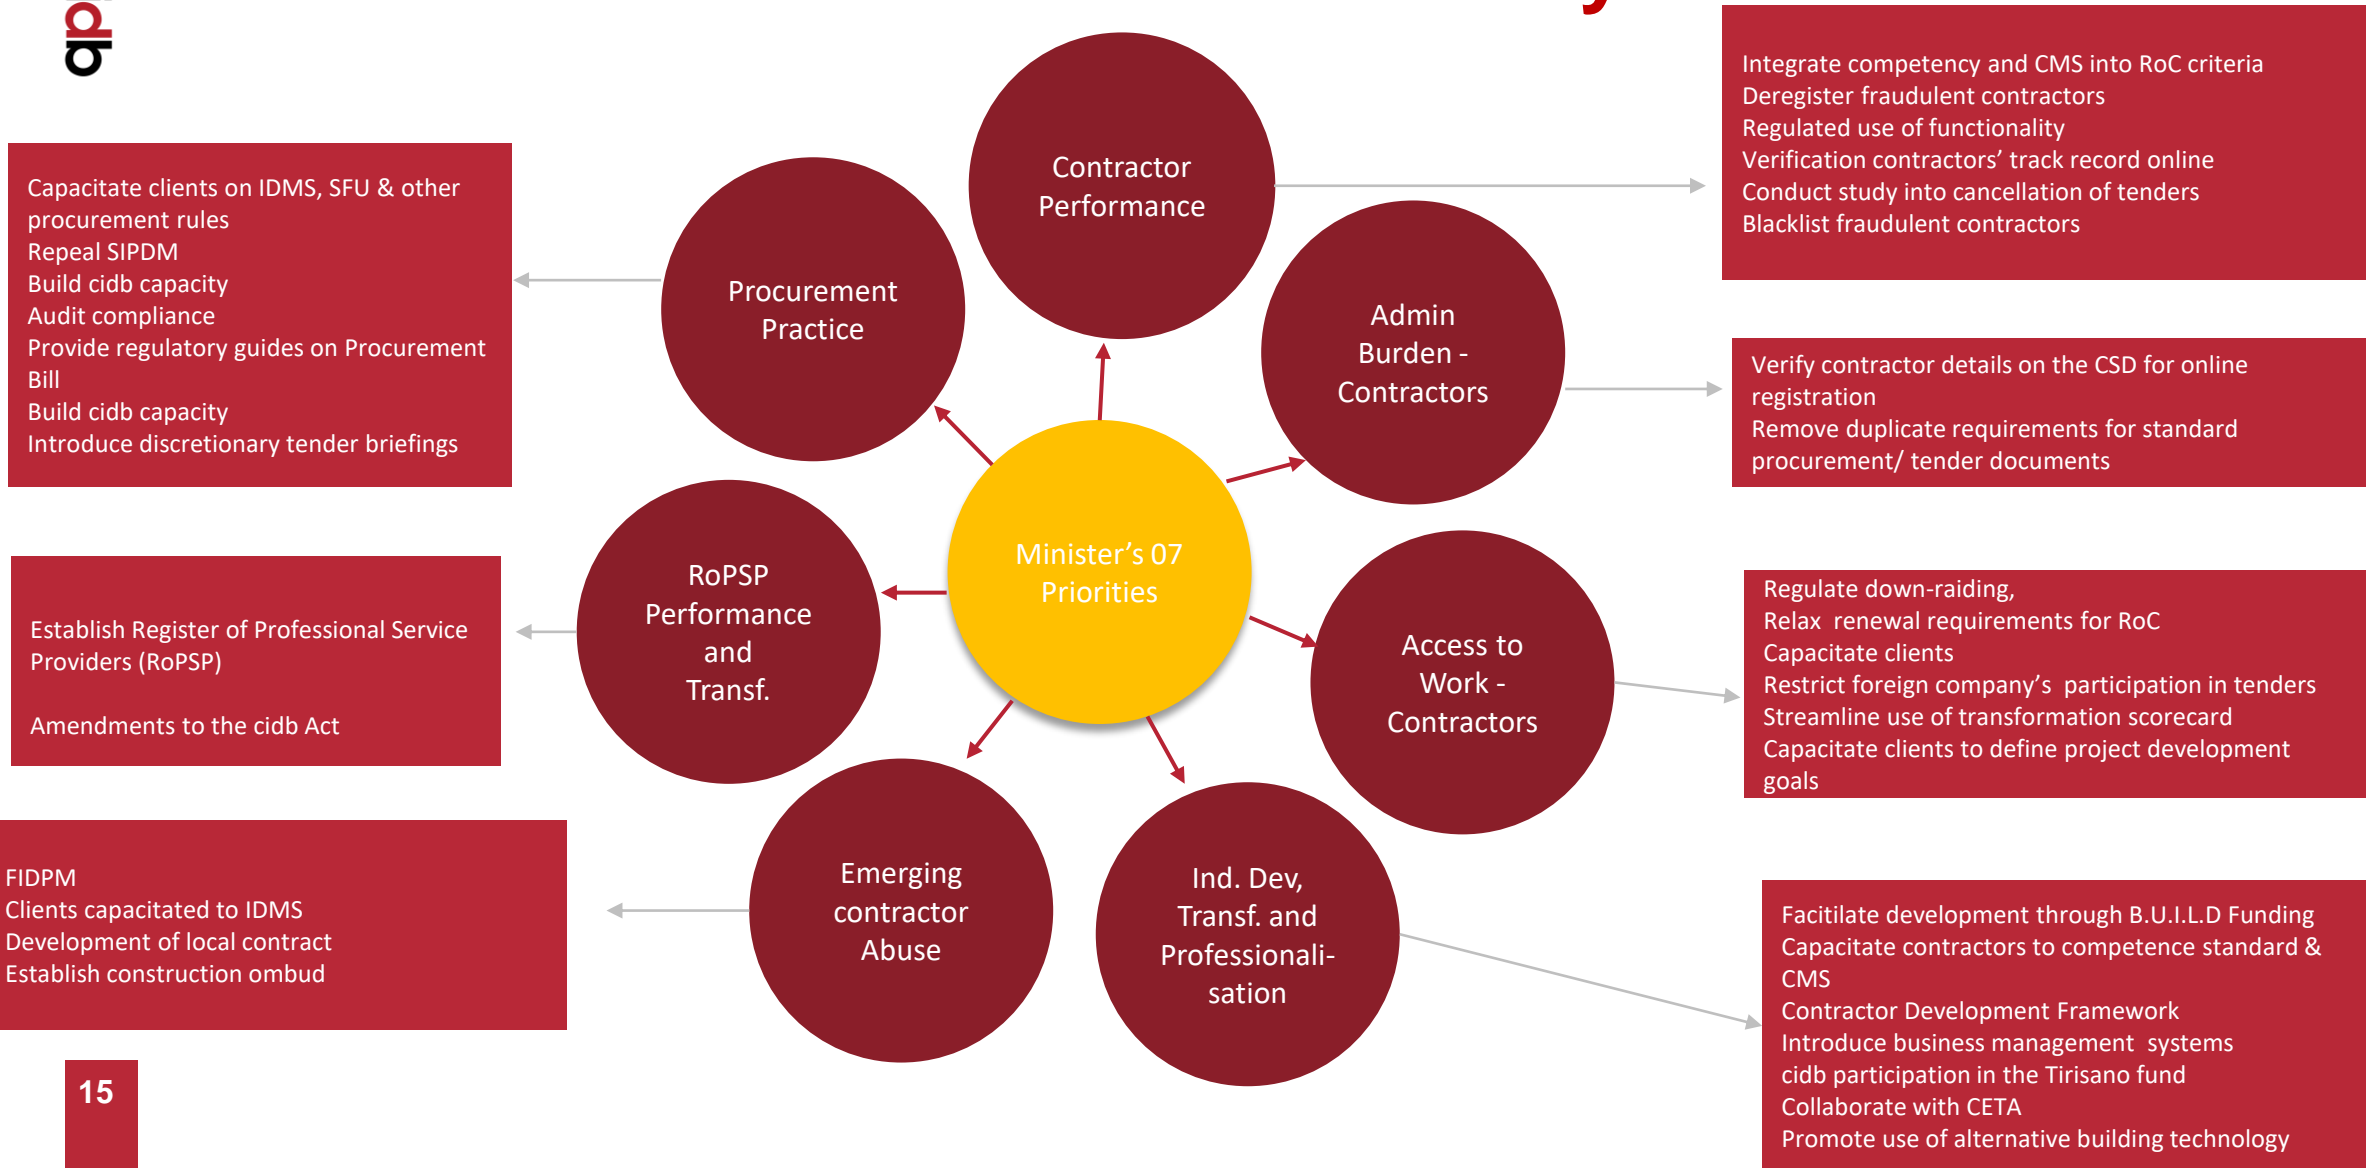 idb
y
Integrate competency and CMS into RoC criteria
Deregister fraudulent contractors
Regulated use of functionality
Verification contractors’ track record online
Conduct study into cancellation of tenders
Blacklist fraudulent contractors
Contractor
Performance
Capacitate clients on IDMS, SFU & other
procurement rules
Repeal SIPDM
Build cidb capacity
Audit compliance
Provide regulatory guides on Procurement
Bill
Build cidb capacity
Introduce discretionary tender briefings
Procurement
Practice
Admin
Burden -
Contractors
Verify contractor details on the CSD for online
registration
Remove duplicate requirements for standard
procurement/ tender documents
Minister’s 07
Priorities
RoPSP
Performance
and
Transf.
Establish Register of Professional Service
Providers (RoPSP)
Amendments to the cidb Act
Access to
Work -
Contractors
Regulate down-raiding,
Relax  renewal requirements for RoC
Capacitate clients
Restrict foreign company’s  participation in tenders
Streamline use of transformation scorecard
Capacitate clients to define project development
goals
Emerging
contractor
Abuse
FIDPM
Clients capacitated to IDMS
Development of local contract
Establish construction ombud
Ind. Dev,
Transf. and
Professionali-
sation
Facitilate development through B.U.I.L.D Funding
Capacitate contractors to competence standard &
CMS
Contractor Development Framework
Introduce business management  systems
cidb participation in the Tirisano fund
Collaborate with CETA
Promote use of alternative building technology
15